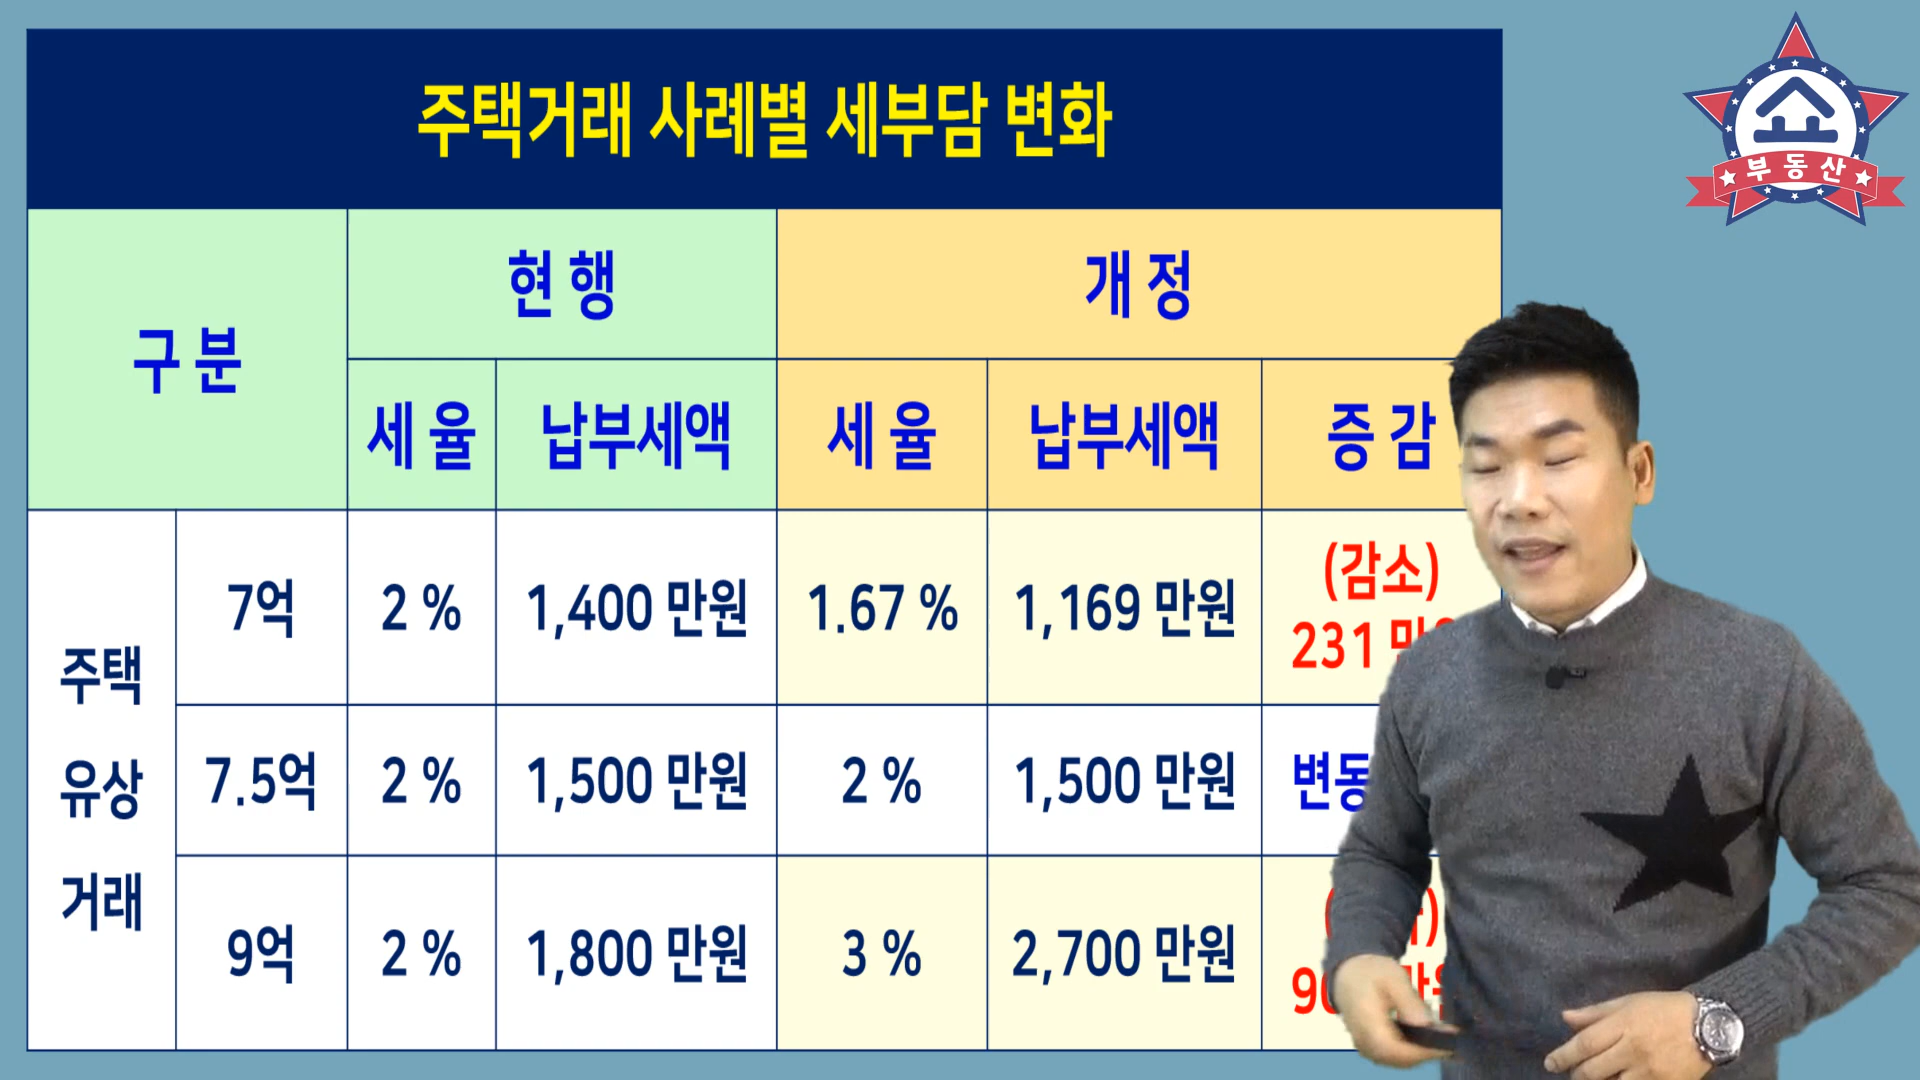 주택거래 사례별 세부담 변화
쇼
부동산
구 분
현 행
개 정
세 율
납부세액
세 율
납부세액
증 감
주택
유상
거래
7억
2 %
1,400 만원
1.67 %
1,169 만원
(감소)
231
7.5억
2 %
1,500 만원
2 %
1,500 만원
9억
2 %
1,800 만원
3 %
2,700 만원